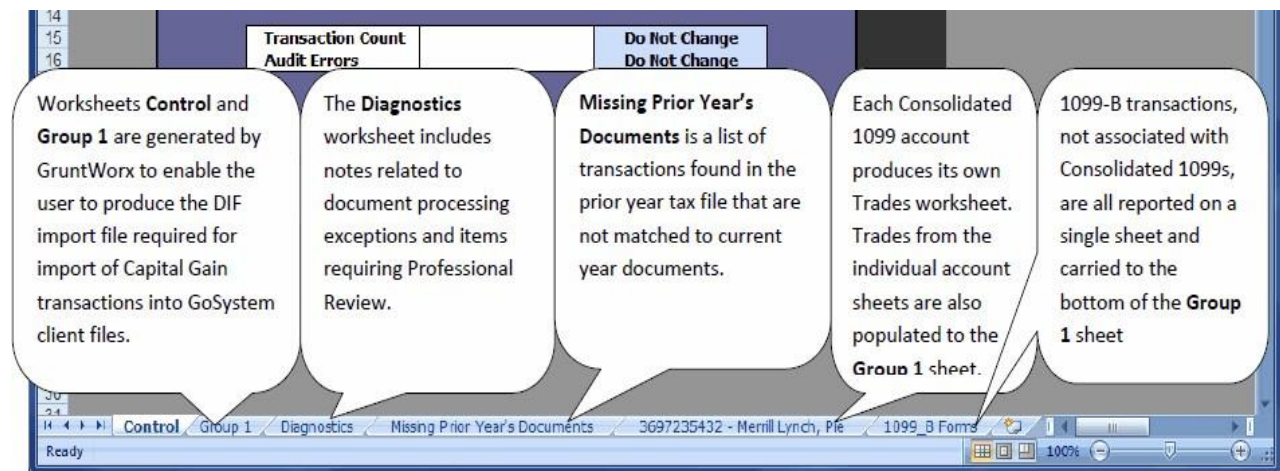 14
15 Transaction Count Do Not Change
16 Audit Errors Do Not Change
Worksheets Control and
Group 1 are generated by
GruntWorx to enable the
user to produce the DIF
import file required for
import of Capital Gain
transactions into GoSystem
client files.
The Diagnostics
worksheet includes
notes related to
document processing
exceptions and items
requiring Professional
Review.
Missing Prior Year's
Documents is a list of
transactions found in the
prior year tax file that are
not matched to current
year documents.
Each Consolidated
1099 account
produces its own
Trades worksheet.
Trades from the
individual account
sheets are also
populated to the
Group 1 sheet.
1099-B transactions,
not associated with
Consolidated 1099s,
are all reported on a
single sheet and
carried to the
bottom of the Group
1 sheet
Control Group 1 Diagnostics Missng Prior Year's Documents 3697235432 - Merrill Lynch, Pie 1099_B Forms
Ready 100%